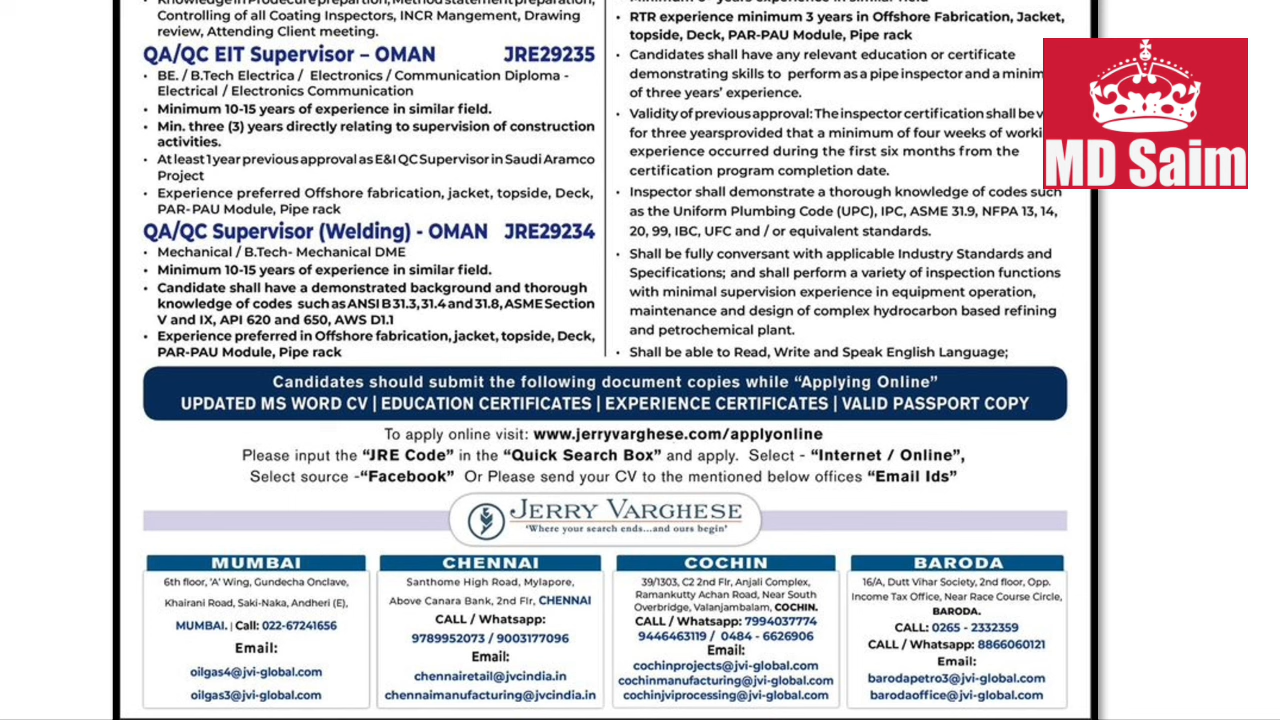 Knowledge in Prodecure prepartion, Method statement preparation,
Controlling of all Coating Inspectors, INCR Mangement, Drawing
review, Attending Client meeting.
QA/QC EIT Supervisor – OMAN JRE29235
• BE. / B.Tech Electrica / Electronics / Communication Diploma -
Electrical / Electronics Communication
• Minimum 10-15 years of experience in similar field.
• Min. three (3) years directly relating to supervision of construction
activities.
• At least 1 year previous approval as E&I QC Supervisor in Saudi Aramco
Project
• Experience preferred Offshore fabrication, jacket, topside, Deck,
PAR-PAU Module, Pipe rack
QA/QC Supervisor (Welding) - OMAN JRE29234
• Mechanical / B.Tech- Mechanical DME
• Minimum 10-15 years of experience in similar field.
• Candidate shall have a demonstrated background and thorough
knowledge of codes such as ANSI B 31.3, 31.4 and 31.8, ASME Section
V and IX, API 620 and 650, AWS D1.1
• Experience preferred in Offshore fabrication, jacket, topside, Deck,
PAR-PAU Module, Pipe rack
• RTR experience minimum 3 years in Offshore Fabrication, Jacket,
topside, Deck, PAR-PAU Module, Pipe rack
• Candidates shall have any relevant education or certificate
demonstrating skills to perform as a pipe inspector and a minim
of three years' experience.
• Validity of previous approval: The inspector certification shall be v
for three yearsprovided that a minimum of four weeks of worki
experience occurred during the first six months from the
certification program completion date.
• Inspector shall demonstrate a thorough knowledge of codes such
as the Uniform Plumbing Code (UPC), IPC, ASME 31.9, NFPA 13, 14,
20, 99, IBC, UFC and / or equivalent standards.
• Shall be fully conversant with applicable Industry Standards and
Specifications; and shall perform a variety of inspection functions
with minimal supervision experience in equipment operation,
maintenance and design of complex hydrocarbon based refining
and petrochemical plant.
• Shall be able to Read, Write and Speak English Language;
MD Saim
Candidates should submit the following document copies while “Applying Online”
UPDATED MS WORD CV | EDUCATION CERTIFICATES | EXPERIENCE CERTIFICATES | VALID PASSPORT COPY
To apply online visit: www.jerryvarghese.com/applyonline
Please input the “JRE Code” in the “Quick Search Box” and apply. Select - “Internet / Online”,
Select source -“Facebook” Or Please send your CV to the mentioned below offices “Email Ids”
JERRY VARGHESE
‘Where your search ends...and ours begin’
MUMBAI
6th floor, 'A' Wing, Gundecha Onclave,
Khairani Road, Saki-Naka, Andheri (E),
MUMBAI. | Call: 022-67241656
Email:
oilgas4@jvi-global.com
oilgas3@jvi-global.com
CHENNAI
Santhome High Road, Mylapore,
Above Canara Bank, 2nd Flr, CHENNAI
CALL / Whatsapp:
9789952073 / 9003177096
Email:
chennairetail@jvcindia.in
chennaimanufacturing@jvcindia.in
COCHIN
39/1303, C2 2nd Flr, Anjali Complex,
Ramankutty Achan Road, Near South
Overbridge, Valanjambalam, COCHIN.
CALL / Whatsapp: 7994037774
9446463119 / 0484 - 6626906
Email:
cochinprojects@jvi-global.com
cochinmanufacturing@jvi-global.com
cochinjviprocessing@jvi-global.com
BARODA
16/A, Dutt Vihar Society, 2nd floor, Opp.
Income Tax Office, Near Race Course Circle,
BARODA.
CALL: 0265 - 2332359
CALL / Whatsapp: 8866060121
Email:
barodapetro3@jvi-global.com
barodaoffice@jvi-global.com